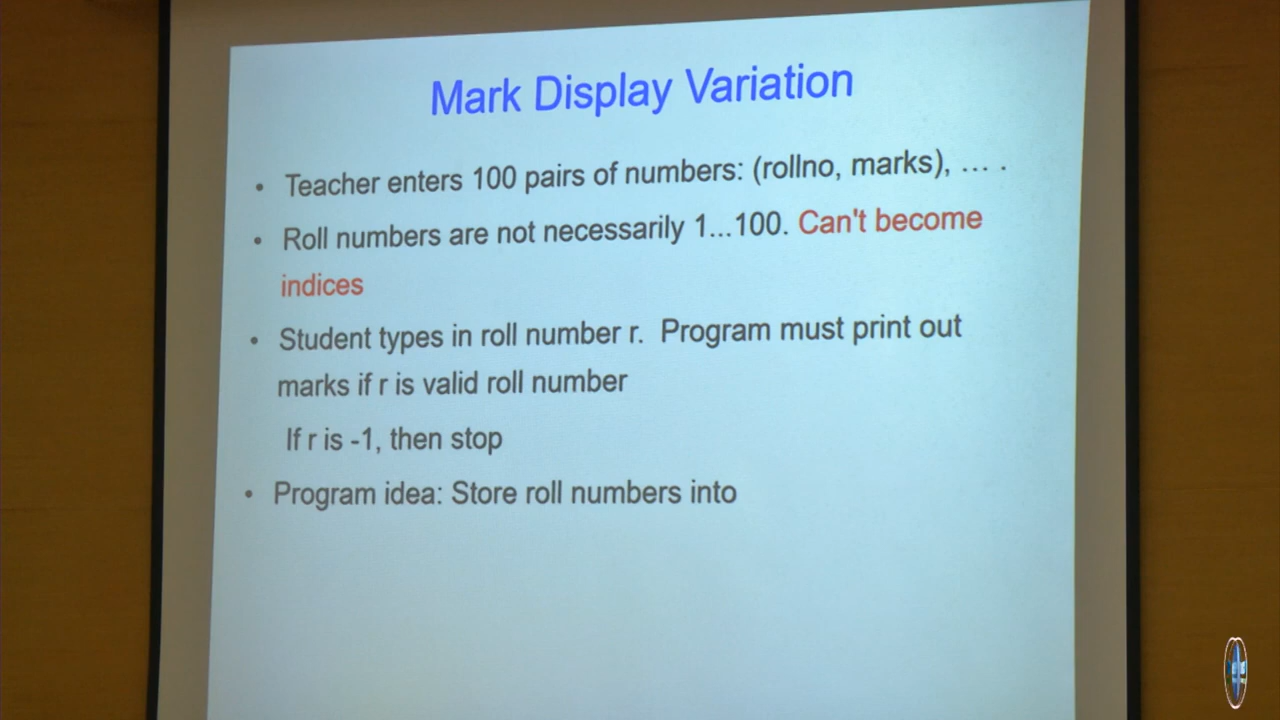 Mark Display Variation
• Teacher enters 100 pairs of numbers: (rollno, marks), ... .
• Roll numbers are not necessarily 1...100. Can't become
indices
• Student types in roll number r. Program must print out
marks if r is valid roll number
If r is -1, then stop
• Program idea: Store roll numbers into